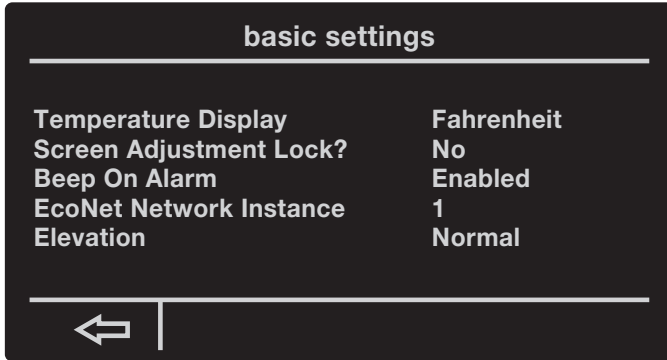 basic settings
Temperature Display Fahrenheit
Screen Adjustment Lock? No
Beep On Alarm Enabled
EcoNet Network Instance 1
Elevation Normal